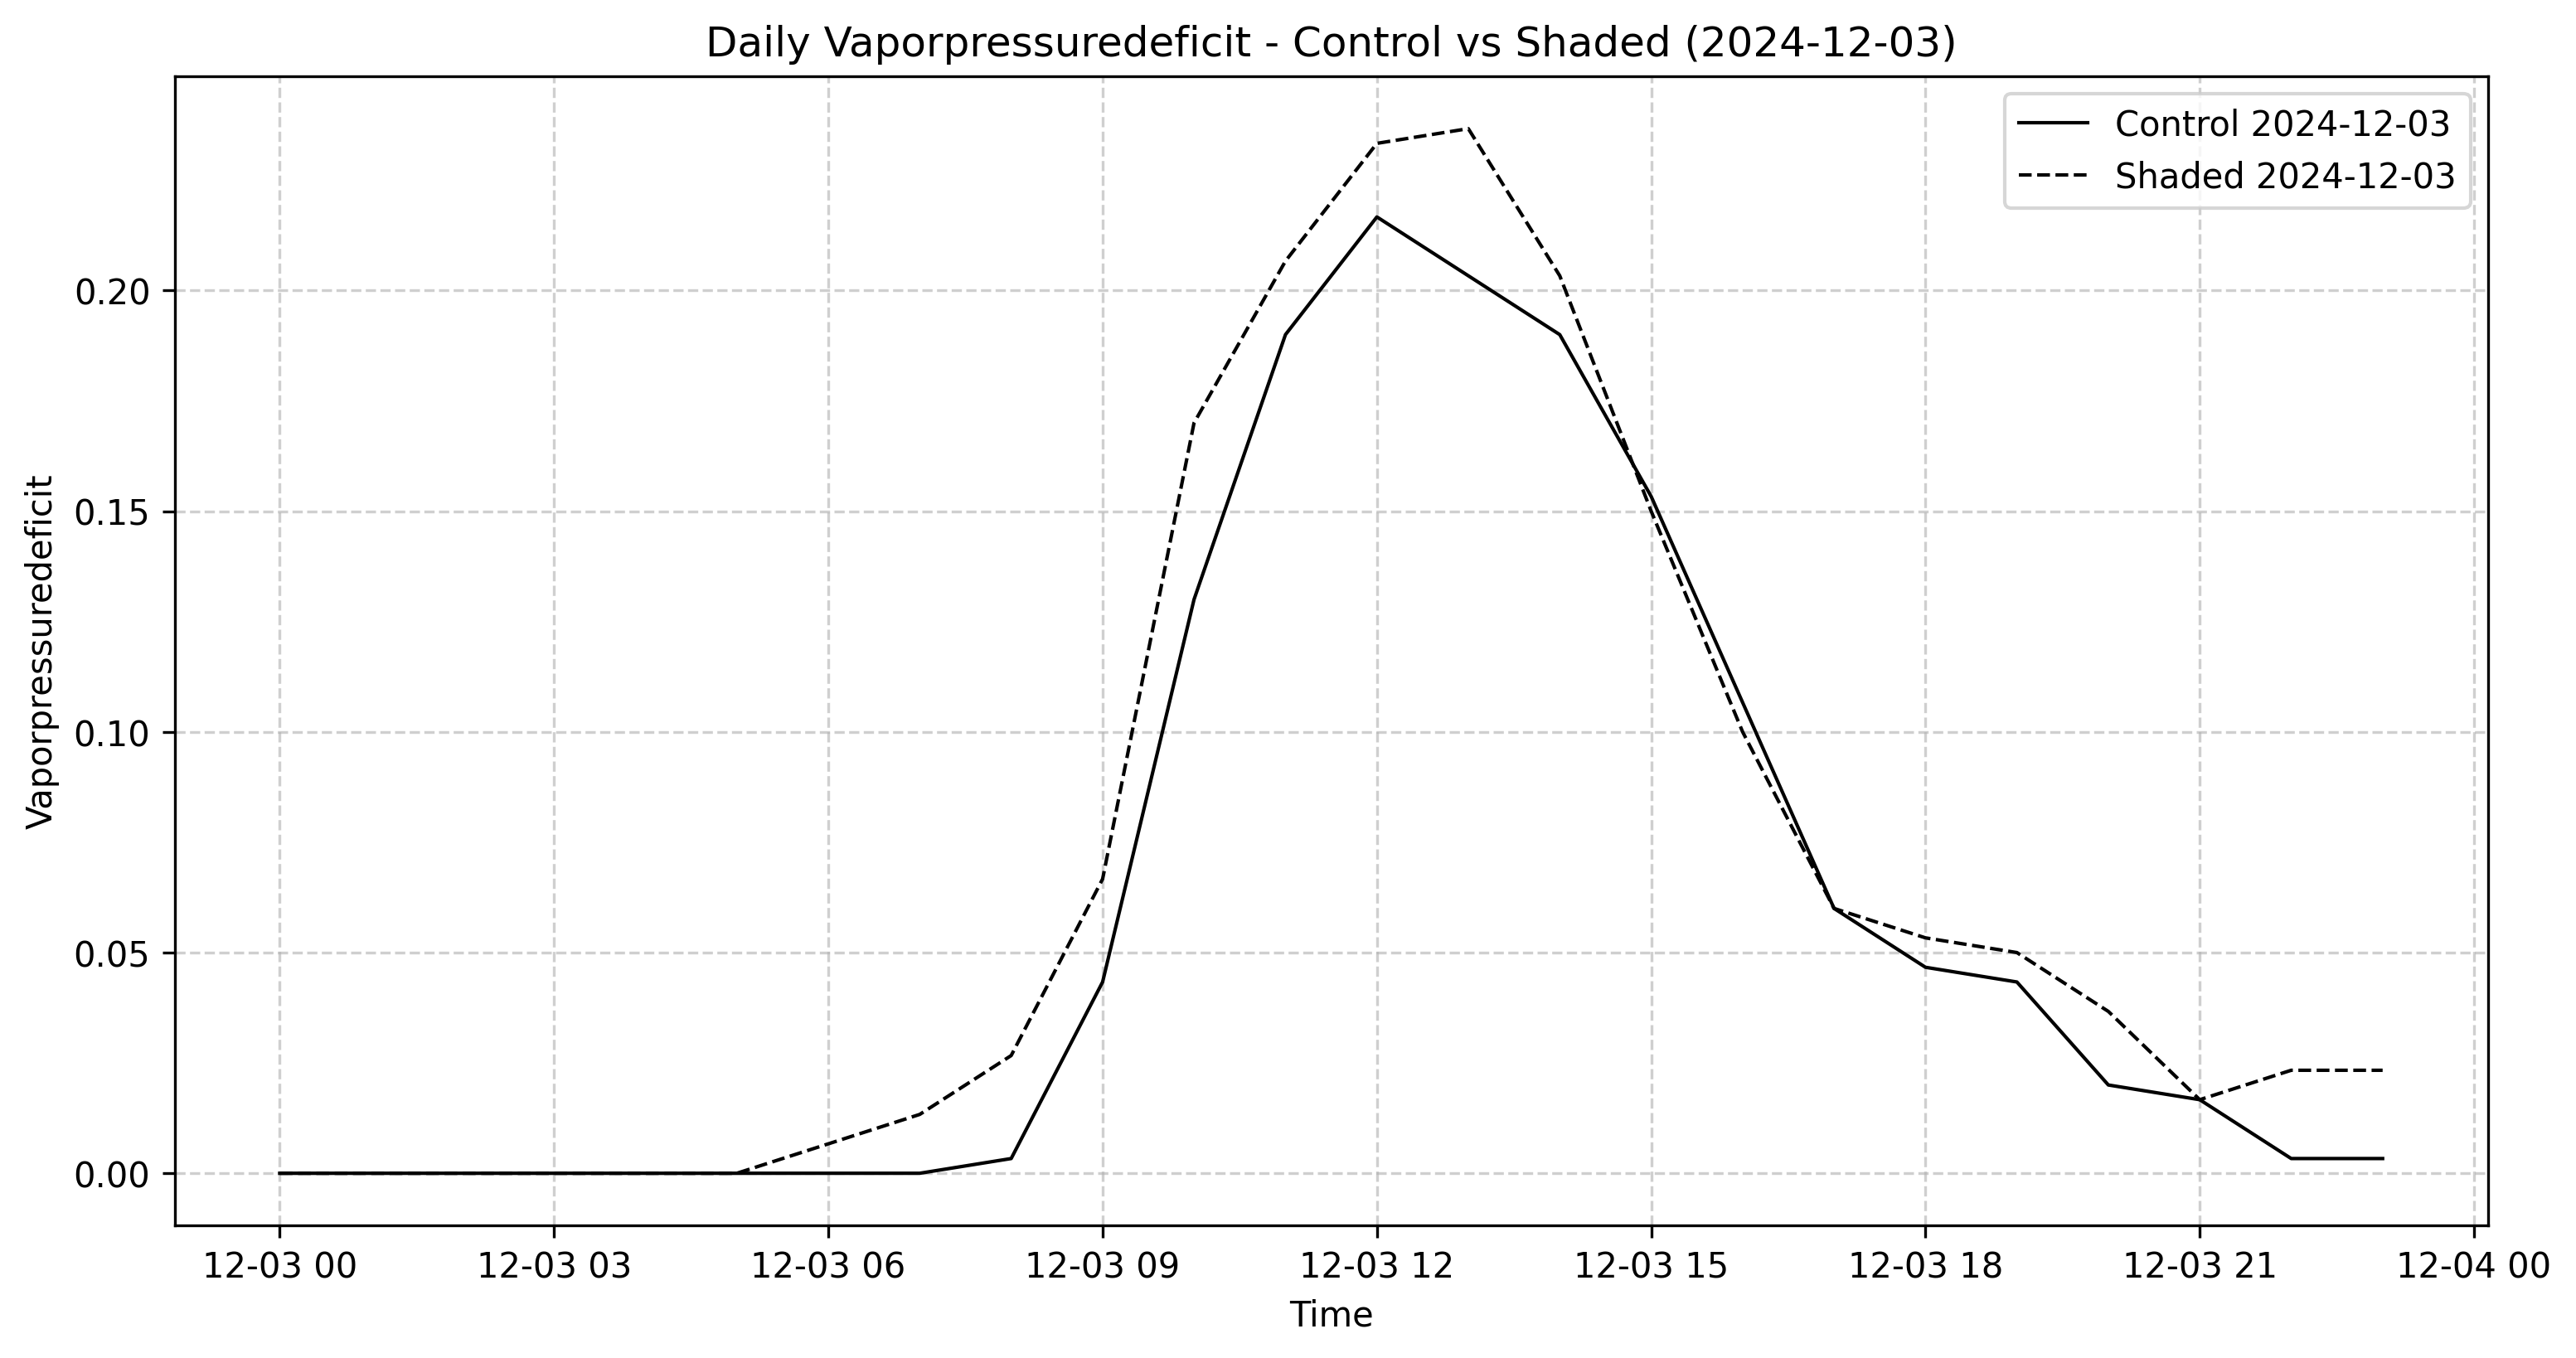 Daily Vaporpressuredeficit - Control vs Shaded (2024-12-03)
Control 2024-12-03
Shaded 2024-12-03
Vaporpressuredeficit
0.20
0.15
0.10
0.05
0.00
12-03 00 12-03 03 12-03 06 12-03 09 12-03 12 12-03 15 12-03 18 12-03 21 12-04 00
Time